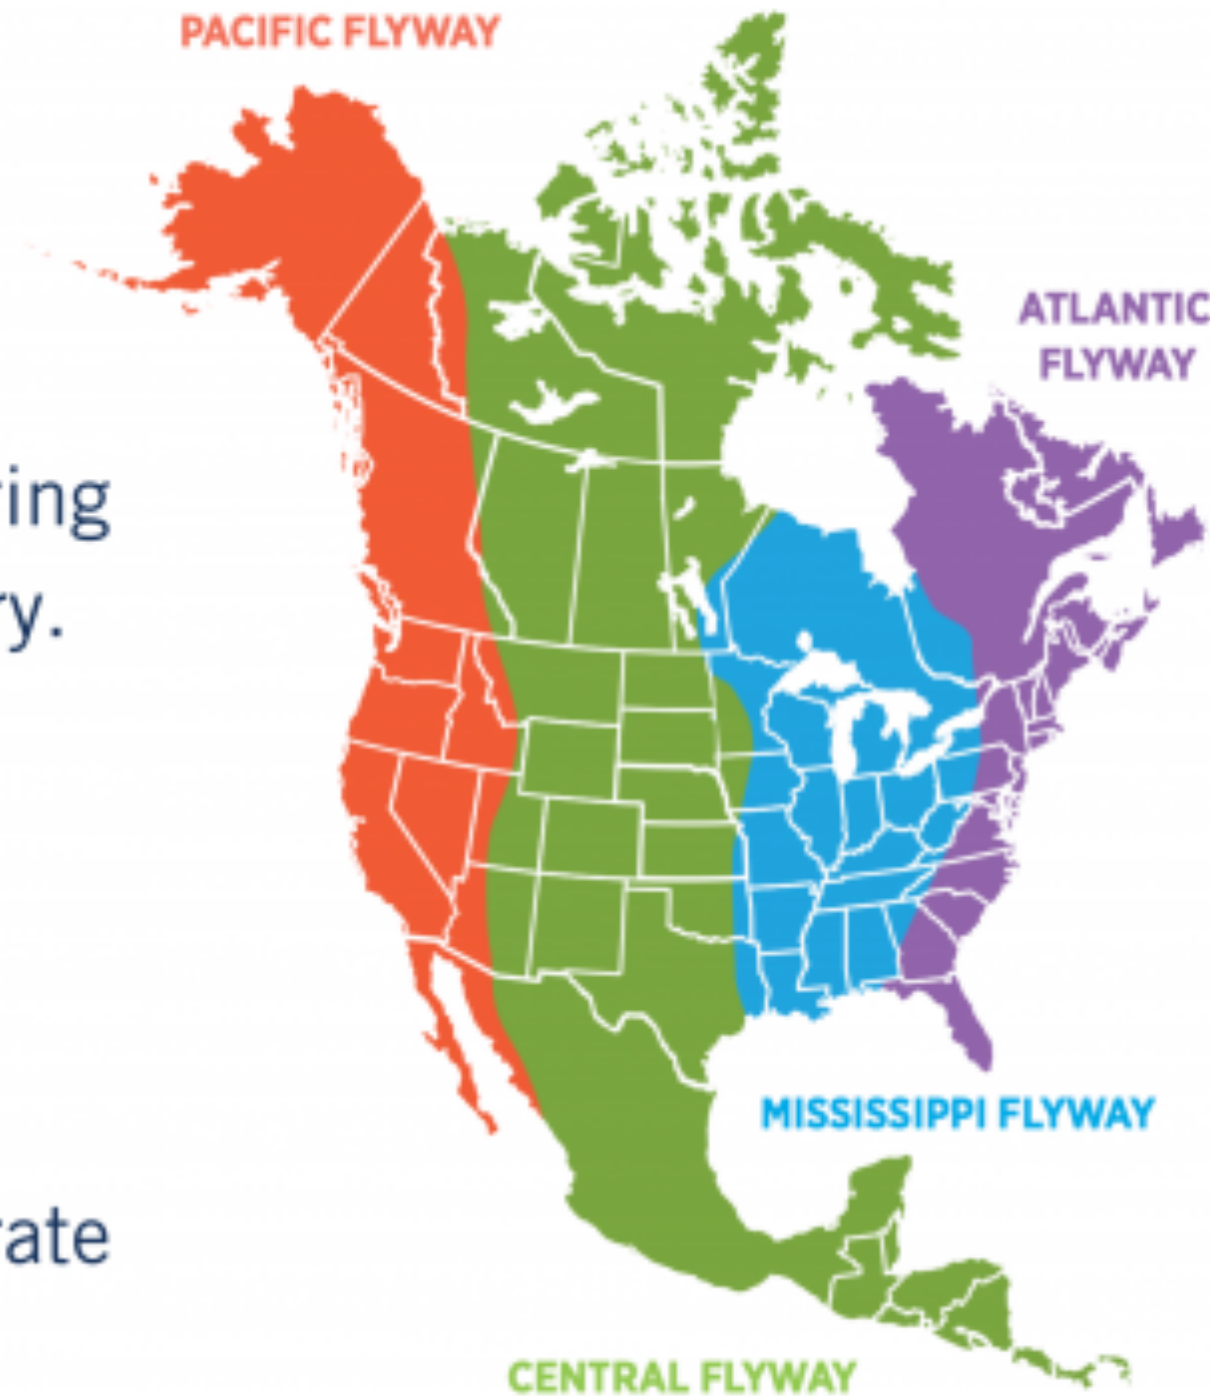 PACIFIC FLYWAY
ATLANTIC
FLYWAY
ring
ry.
MISSISSIPPI FLYWAY
rate
CENTRAL FLYWAY